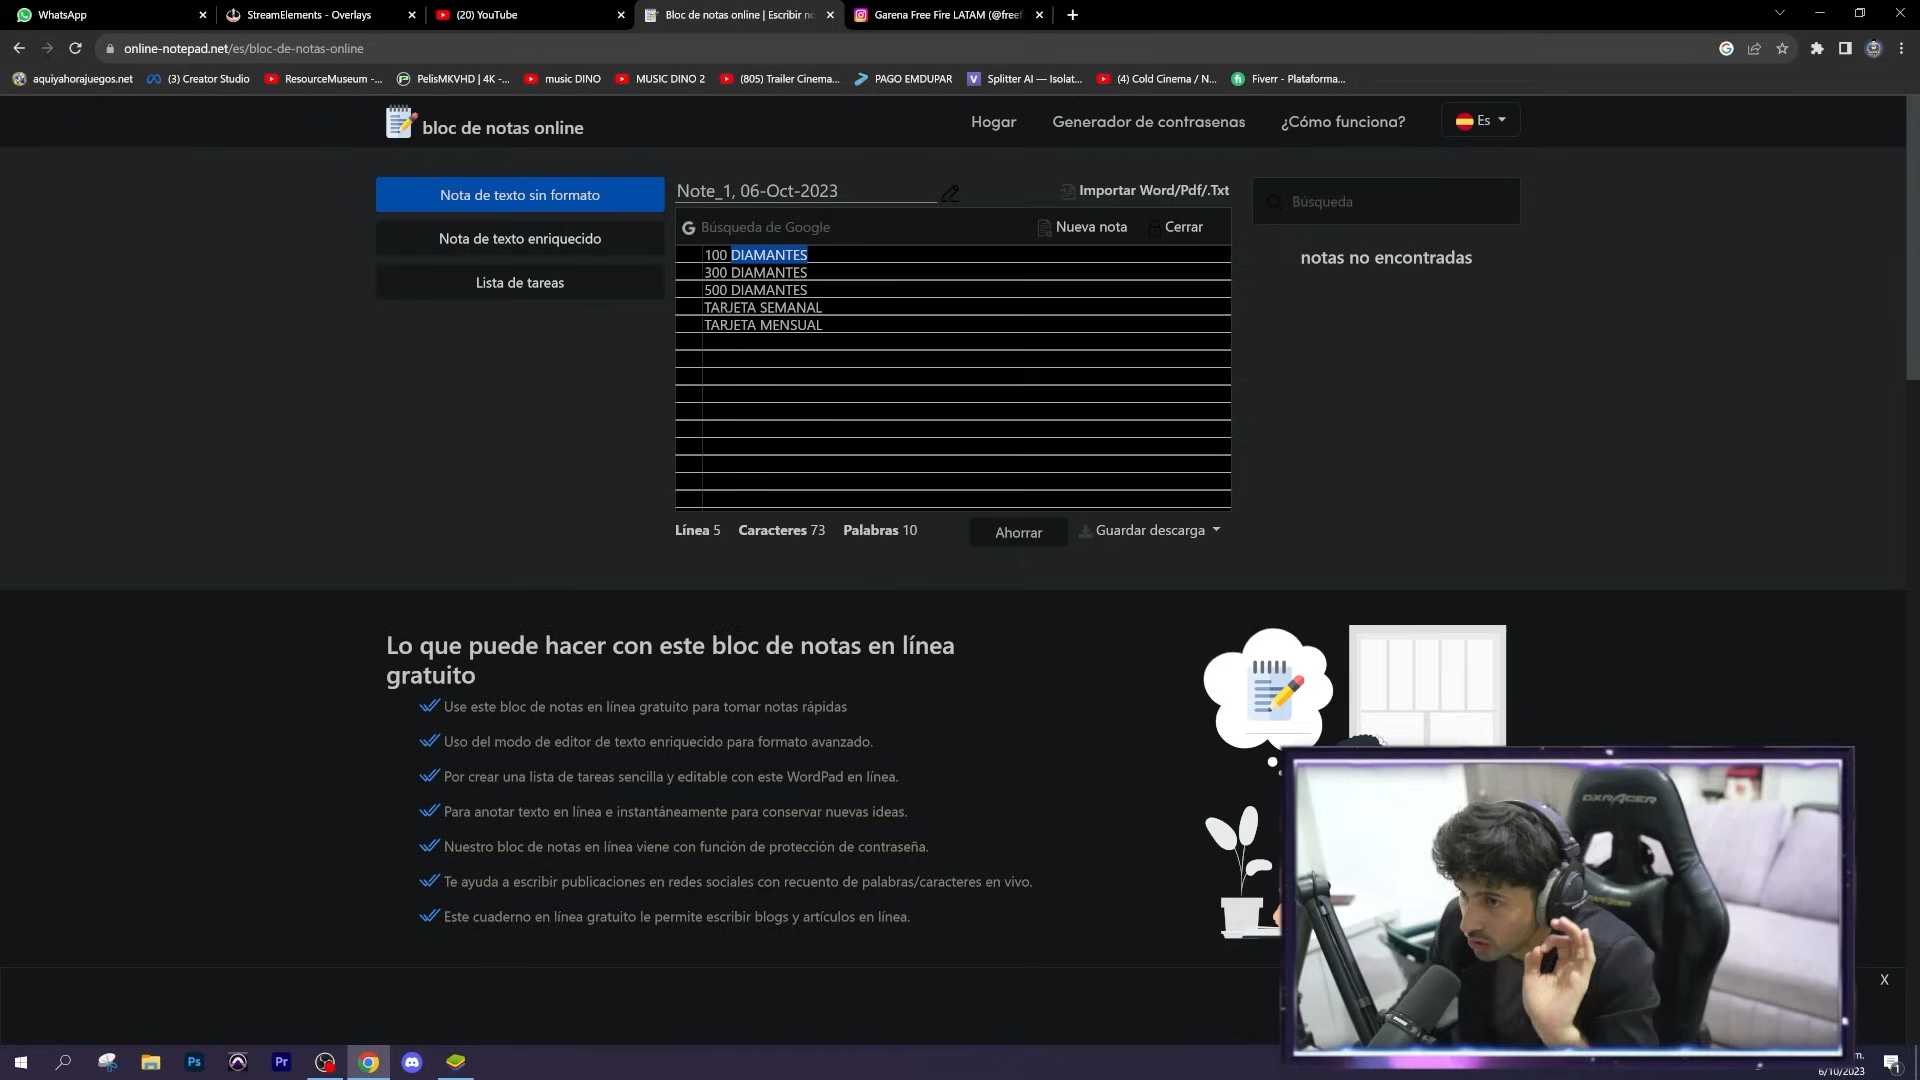 WhatsApp
StreamElements - Overlays
(20) YouTube
Bloc de notas online | Escribir no
Garena Free Fire LATAM (@freef
online-notepad.net/es/bloc-de-notas-online
aquiyahorajuegos.net
(3) Creator Studio
ResourceMuseum -...
PelisMKVHD | 4K -...
music DINO
MUSIC DINO 2
(805) Trailer Cinema...
PAGO EMDUPAR
Splitter AI — Isolat...
(4) Cold Cinema / N...
Fiverr - Plataforma...
bloc de notas online
Hogar
Generador de contrasenas
¿Cómo funciona?
Es
Nota de texto sin formato
Nota de texto enriquecido
Lista de tareas
Note_1, 06-Oct-2023
Importar Word/Pdf/.Txt
Búsqueda de Google
Nueva nota
Cerrar
100 DIAMANTES
300 DIAMANTES
500 DIAMANTES
TARJETA SEMANAL
TARJETA MENSUAL
Línea 5
Caracteres 73
Palabras 10
Ahorrar
Guardar descarga
Búsqueda
notas no encontradas
Lo que puede hacer con este bloc de notas en línea
gratuito
Use este bloc de notas en línea gratuito para tomar notas rápidas
Uso del modo de editor de texto enriquecido para formato avanzado.
Por crear una lista de tareas sencilla y editable con este WordPad en línea.
Para anotar texto en línea e instantáneamente para conservar nuevas ideas.
Nuestro bloc de notas en línea viene con función de protección de contraseña.
Te ayuda a escribir publicaciones en redes sociales con recuento de palabras/caracteres en vivo.
Este cuaderno en línea gratuito le permite escribir blogs y artículos en línea.
DXRACER
X
Ps
Pr
m.
6/10/2023
1